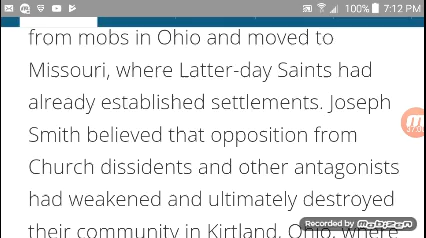 100% 7:12 PM
from mobs in Ohio and moved to
Missouri, where Latter-day Saints had
already established settlements. Joseph
Smith believed that opposition from
Church dissidents and other antagonists
had weakened and ultimately destroyed
their community in Kirtland, Ohio, where
Recorded by mobizen